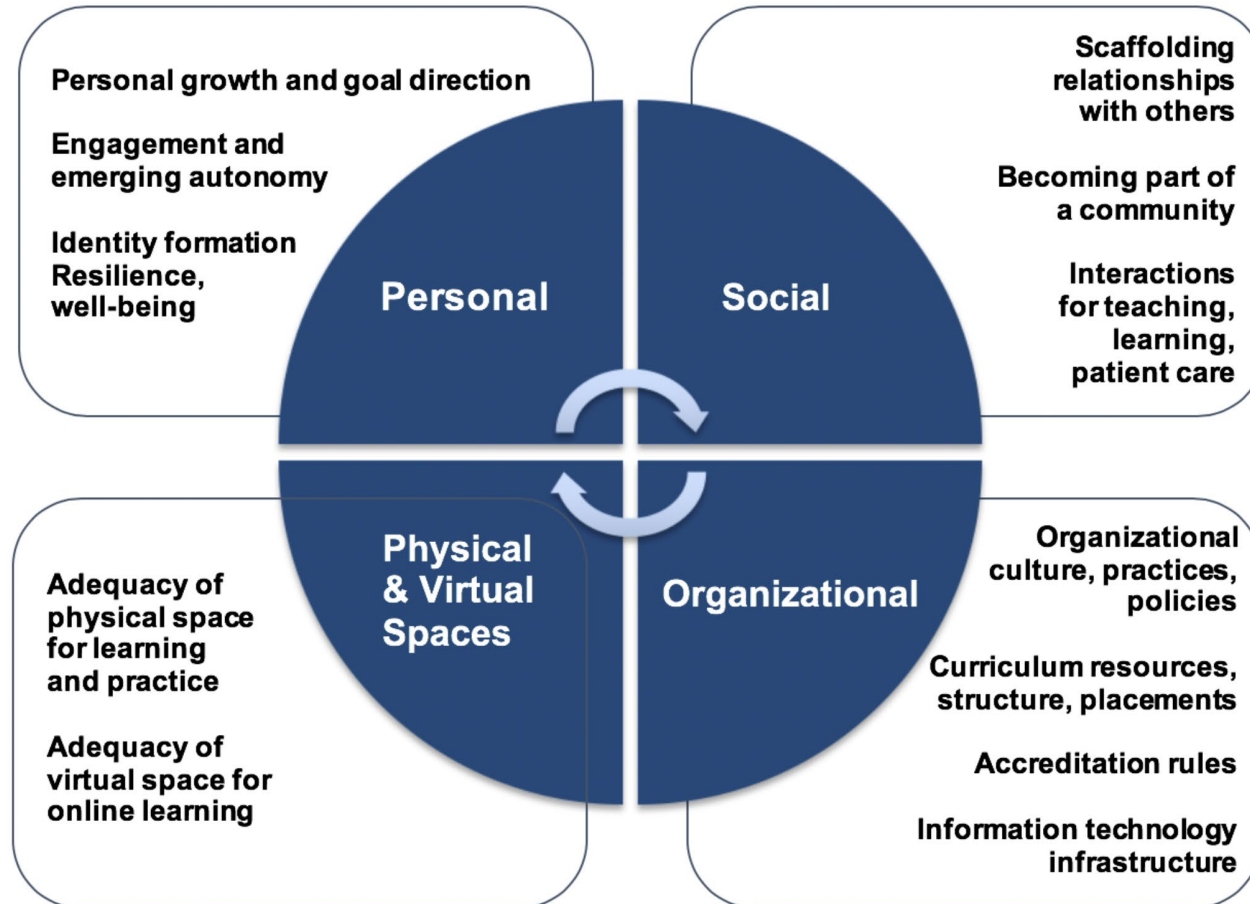 Personal growth and goal direction
Engagement and
emerging autonomy
Identity formation
Resilience,
well-being
Personal
Scaffolding
relationships
with others
Becoming part of
a community
Interactions
for teaching,
learning,
patient care
Social
Physical
& Virtual
Spaces
Adequacy of
physical space
for learning
and practice
Adequacy of
virtual space for
online learning
Organizational
Organizational
culture, practices,
policies
Curriculum resources,
structure, placements
Accreditation rules
Information technology
infrastructure